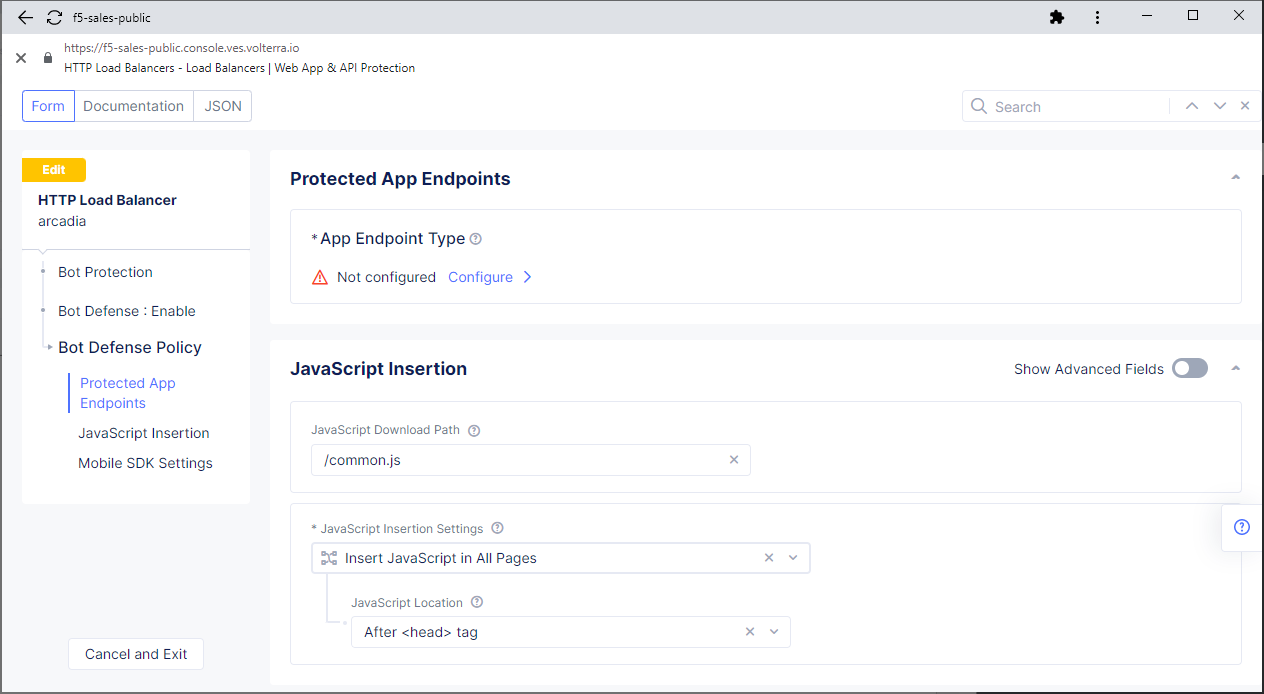 f5-sales-public
https://f5-sales-public.console.ves.volterra.io
HTTP Load Balancers - Load Balancers | Web App & API Protection
Form
Documentation
JSON
Search
Edit
HTTP Load Balancer
arcadia
Bot Protection
Bot Defense : Enable
Bot Defense Policy
Protected App
Endpoints
JavaScript Insertion
Mobile SDK Settings
Cancel and Exit
Protected App Endpoints
* App Endpoint Type
Not configured Configure
JavaScript Insertion
Show Advanced Fields
JavaScript Download Path
/common.js
* JavaScript Insertion Settings
Insert JavaScript in All Pages
JavaScript Location
After <head> tag